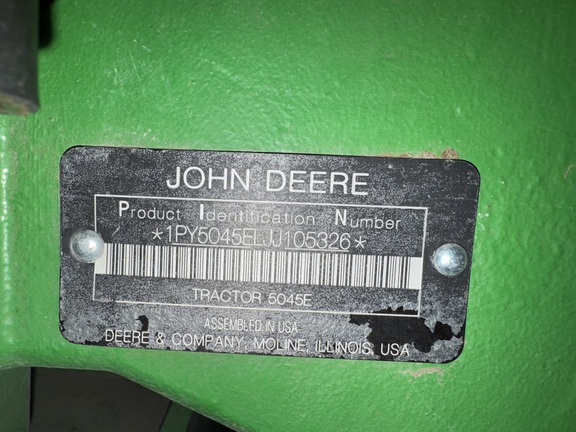 JOHN DEERE
Product Identification Number
*1PY5045ELJJ105326*
TRACTOR 5045E
ASSEMBLED IN USA
DEERE & COMPANY, MOLINE, ILLINOIS, USA